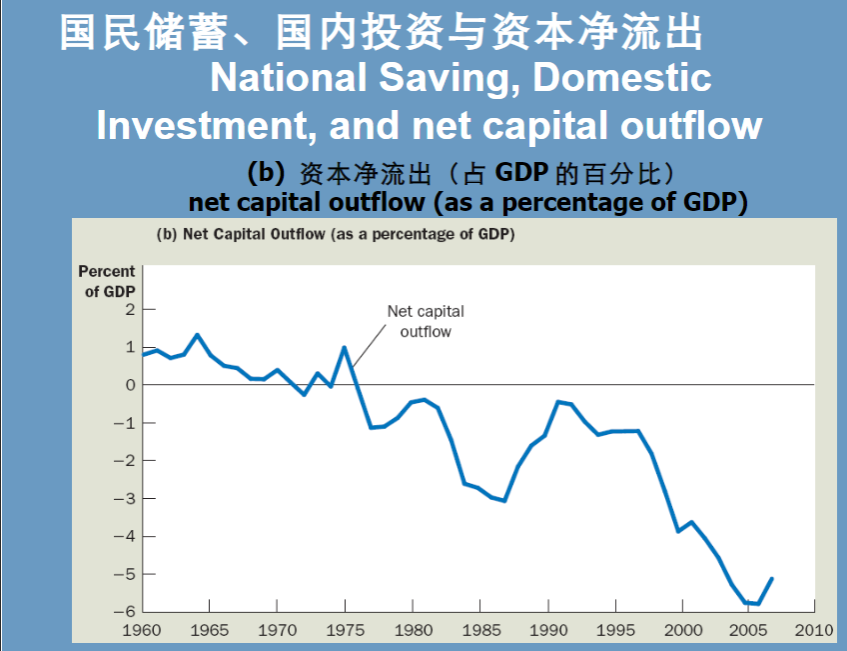 国民储蓄、国内投资与资本净流出
National Saving, Domestic
Investment, and net capital outflow
(b) 资本净流出（占 GDP 的百分比）
net capital outflow (as a percentage of GDP)
(b) Net Capital Outflow (as a percentage of GDP)
Percent
of GDP
2
Net capital
outflow
1
0
−1
−2
−3
−4
−5
−6
1960 1965 1970 1975 1980 1985 1990 1995 2000 2005 2010